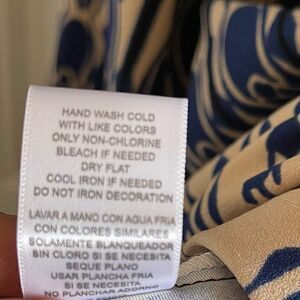 HAND WASH COLD
WITH LIKE COLORS
ONLY NON-CHLORINE
BLEACH IF NEEDED
DRY FLAT
COOL IRON IF NEEDED
DO NOT IRON DECORATION
LAVAR A MANO CON AGUA FRIA
CON COLORES SIMILARES
SOLAMENTE BLANQUEADOR
SIN CLORO SI SE NECESITA
SEQUE PLANO
USAR PLANCHA FRIA
SI SE NECESITA
NO PLANCHAR ADORNO